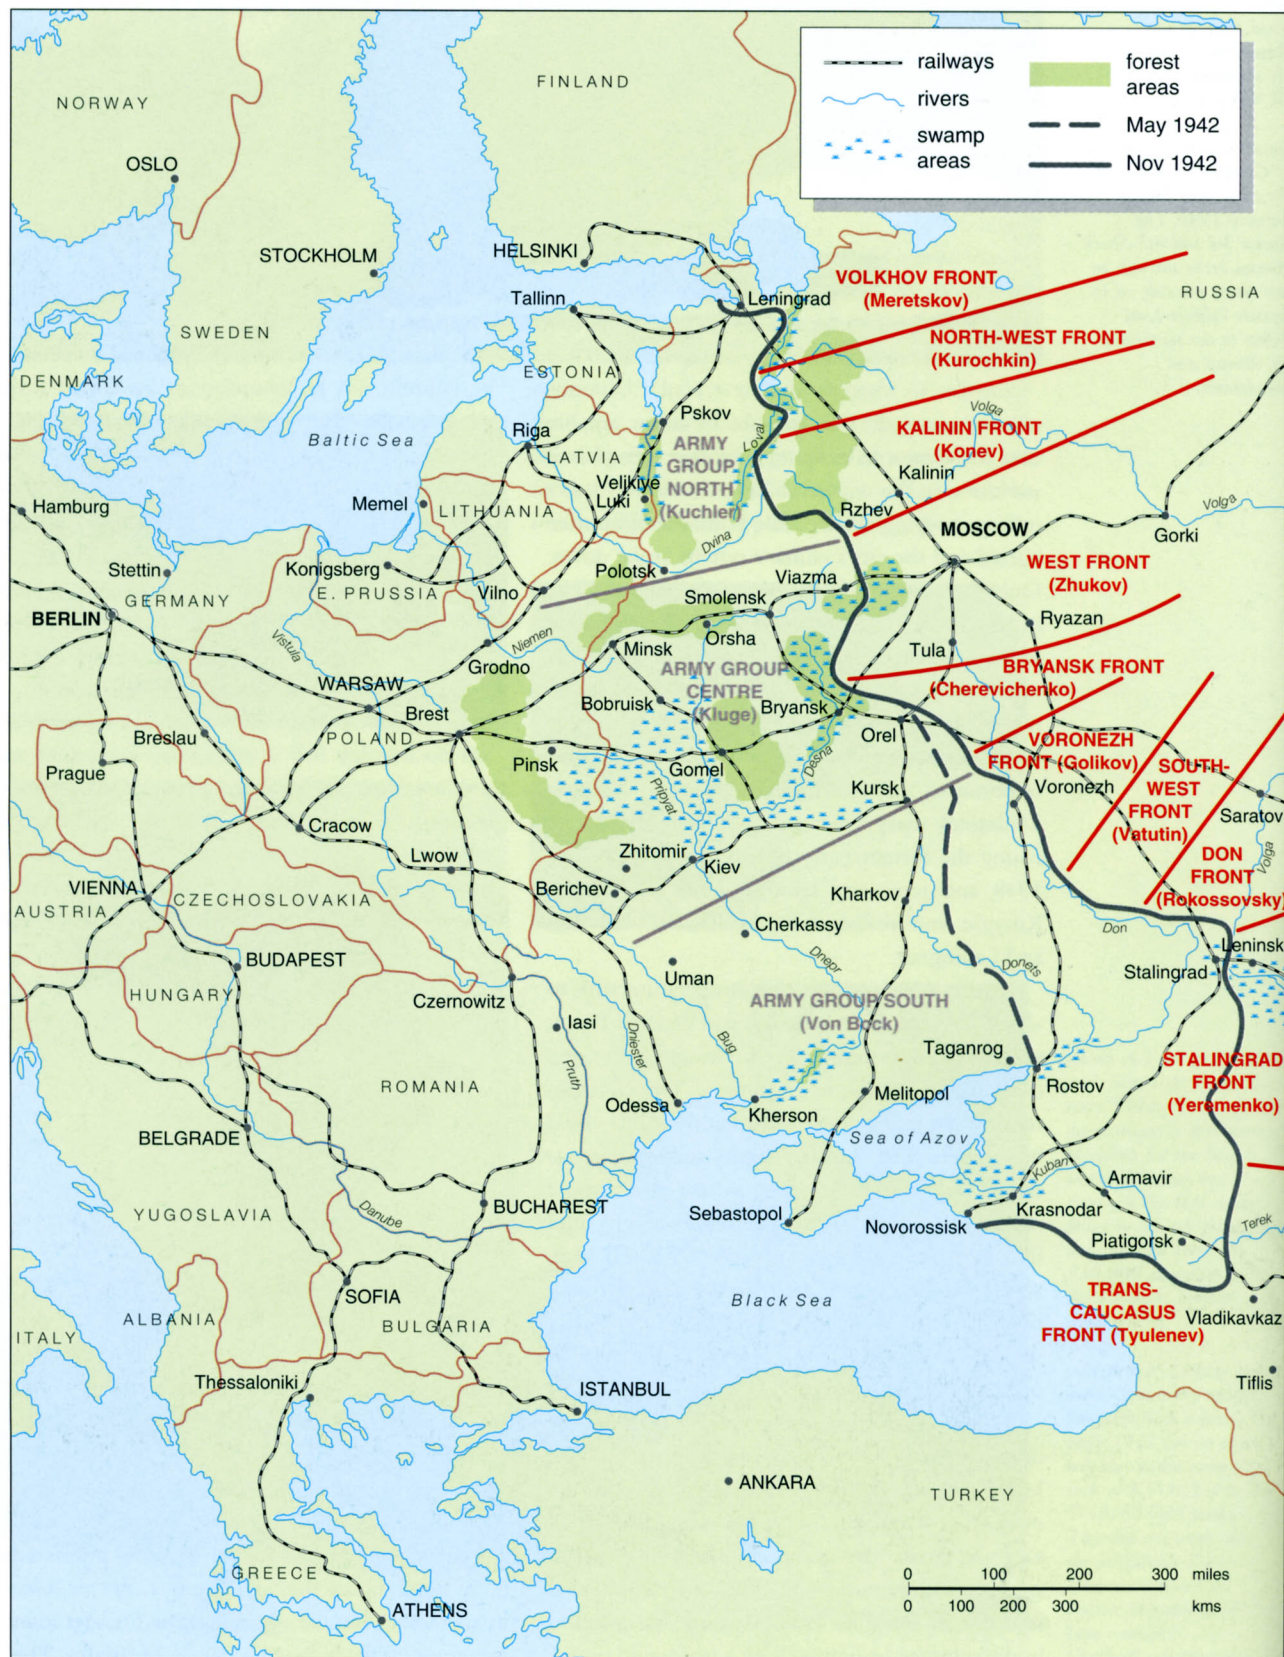 railways
rivers
swamp
areas
forest
areas
May 1942
Nov 1942
NORWAY
FINLAND
OSLO
STOCKHOLM
HELSINKI
VOLKHOV FRONT
(Meretskov)
RUSSIA
Tallinn
Leningrad
SWEDEN
NORTH-WEST FRONT
(Kurochkin)
DENMARK
ESTONIA
Pskov
Volga
KALININ FRONT
(Konev)
Baltic Sea
Riga
LATVIA
ARMY
GROUP
NORTH
(Kuchler)
Lovat
Kalinin
Velikiye
Luki
Hamburg
Memel
LITHUANIA
Rzhev
MOSCOW
Volga
Gorki
Dvina
Stettin
Konigsberg
E. PRUSSIA
Vilno
Polotsk
Viazma
WEST FRONT
(Zhukov)
GERMANY
BERLIN
Smolensk
Orsha
Ryazan
Vistula
Niemen
Minsk
Tula
Grodno
ARMY GROUP
CENTRE
(Kluge)
BRYANSK FRONT
(Cherevichenko)
WARSAW
Brest
Bobruisk
Bryansk
Orel
Breslau
POLAND
Pinsk
Gomel
Desna
VORONEZH
FRONT (Golikov)
SOUTH-
WEST
FRONT
(Vatutin)
Prague
Pripyat
Kursk
Voronezh
Saratov
Cracow
Lwow
Zhitomir
Kiev
Volga
DON
FRONT
(Rokossovsky)
VIENNA
CZECHOSLOVAKIA
Berichev
Kharkov
AUSTRIA
Cherkassy
Don
Leninsk
BUDAPEST
Uman
Dnepr
Donets
Stalingrad
HUNGARY
Czernowitz
ARMY GROUP SOUTH
(Von Bock)
Iasi
Dniester
Bug
Taganrog
ROMANIA
Pruth
Rostov
STALINGRAD
FRONT
(Yeremenko)
Odessa
Kherson
Melitopol
BELGRADE
Sea of Azov
Kuban
Armavir
YUGOSLAVIA
Danube
BUCHAREST
Sebastopol
Novorossisk
Krasnodar
Piatigorsk
Terek
SOFIA
Black Sea
TRANS-
CAUCASUS
FRONT (Tyulenev)
Vladikavkaz
ALBANIA
BULGARIA
ITALY
Thessaloniki
ISTANBUL
Tiflis
ANKARA
TURKEY
GREECE
ATHENS
0 100 200 300 miles
0 100 200 300 kms